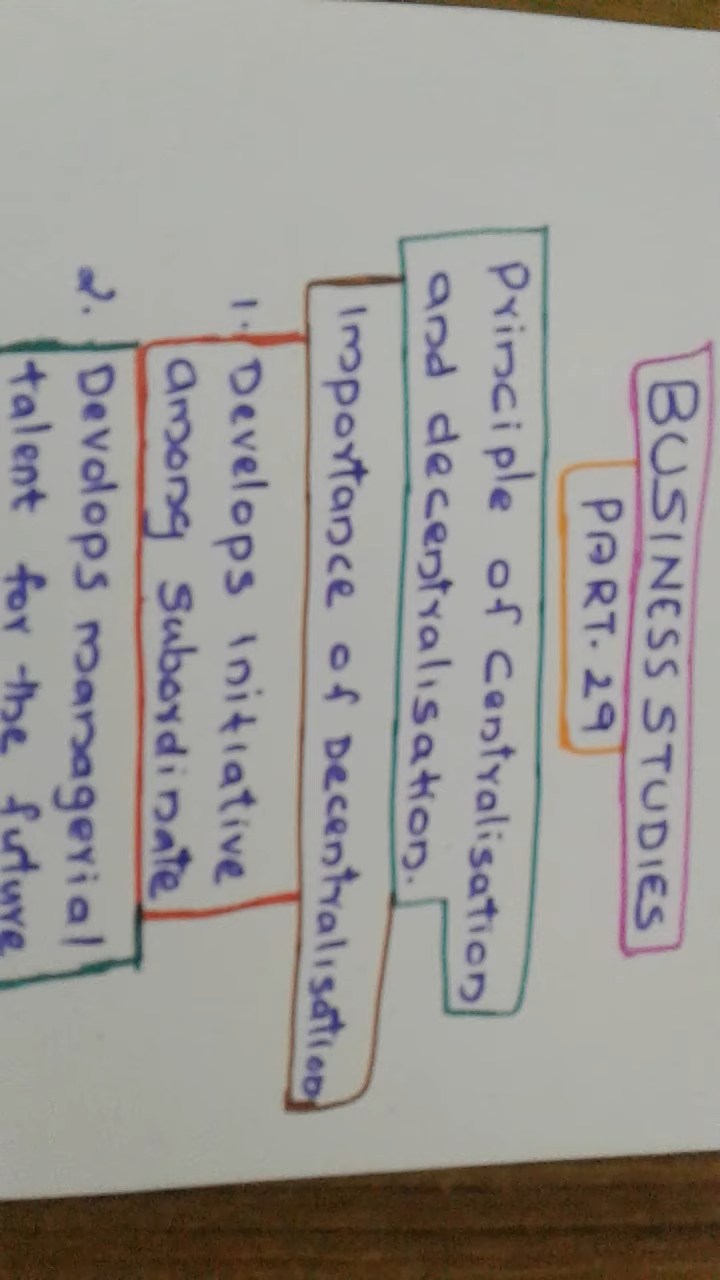 BUSINESS STUDIES
PART. 29
Principle of Centralisation
and decentralisation.
Importance of Decentralisation
1. Develops Initiative
among Subordinate
2. Devolops managerial
talent for the future